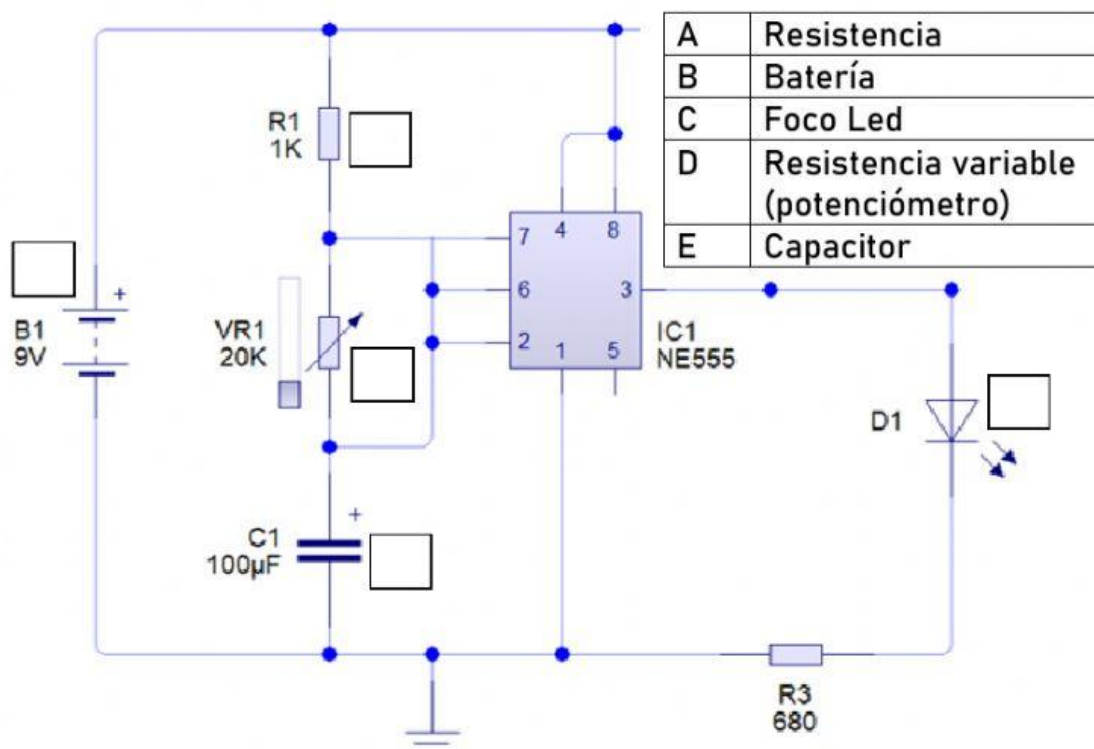 A Resistencia
B Batería
C Foco Led
D Resistencia variable
(potenciómetro)
E Capacitor
R1
1K
7
4
8
6
3
2
1
5
IC1
NE555
+
B1
9V
VR1
20K
D1
+
C1
100µF
R3
680